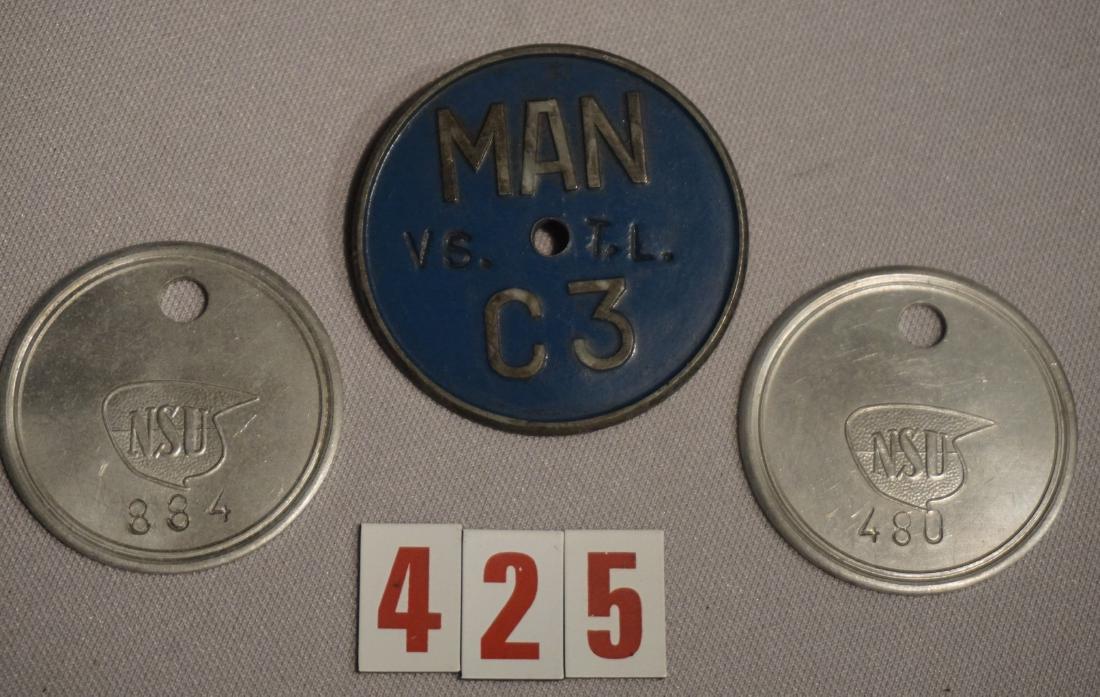 MAN
VS. T.L.
C3
NSU
884
NSU
480
425